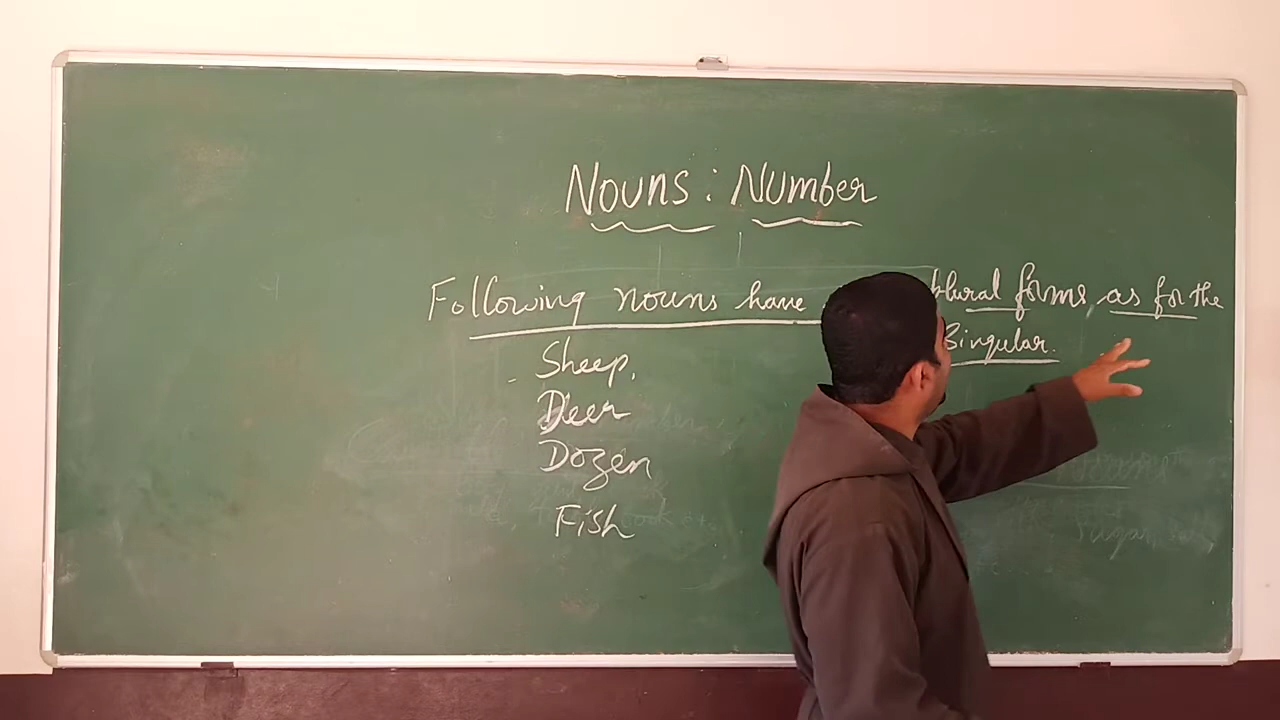 Nouns : Number
Following nouns have plural forms as for the
Singular.
Sheep,
Deer
Dozen
Fish